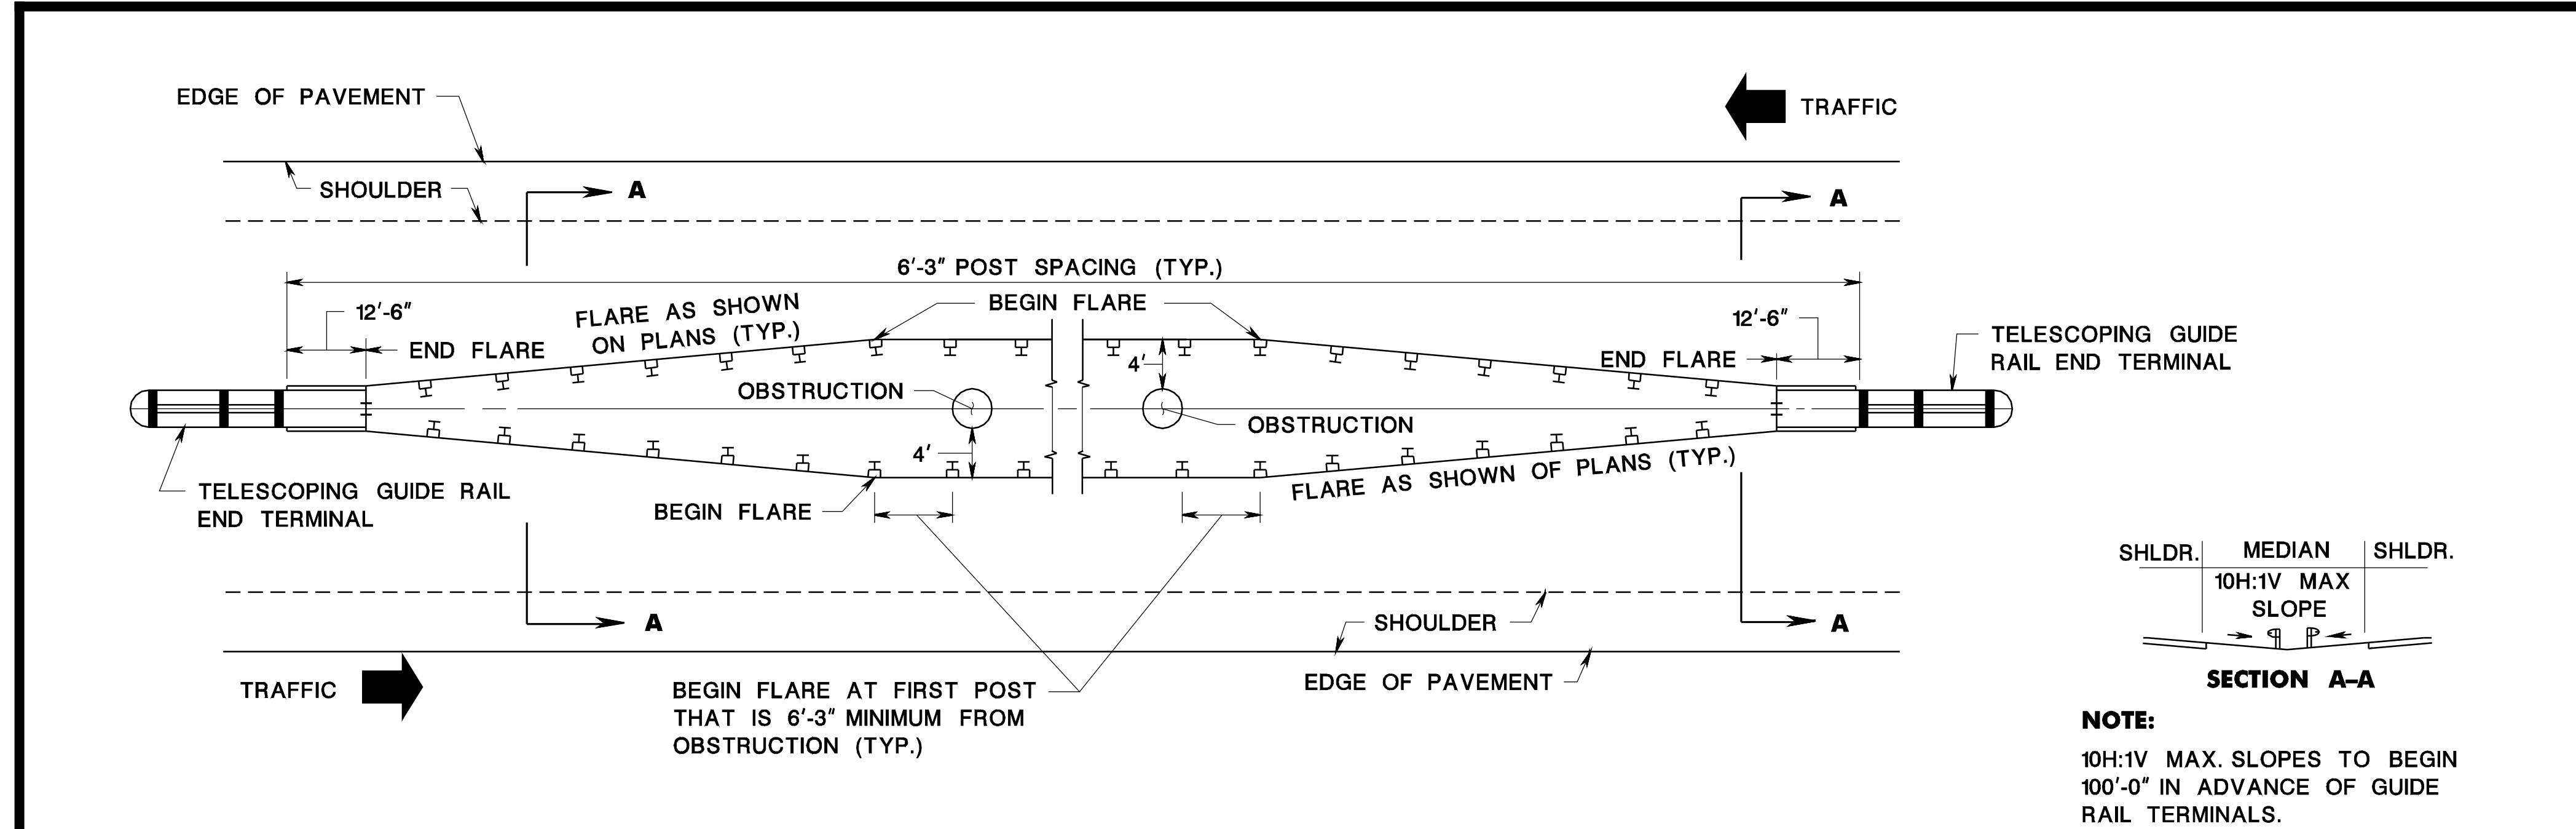 EDGE OF PAVEMENT
TRAFFIC
SHOULDER
A
A
6'-3" POST SPACING (TYP.)
12'-6"
FLARE AS SHOWN
ON PLANS (TYP.)
BEGIN FLARE
12'-6"
TELESCOPING GUIDE
RAIL END TERMINAL
END FLARE
END FLARE
4'
OBSTRUCTION
OBSTRUCTION
4'
FLARE AS SHOWN OF PLANS (TYP.)
TELESCOPING GUIDE RAIL
END TERMINAL
BEGIN FLARE
A
SHOULDER
A
TRAFFIC
BEGIN FLARE AT FIRST POST
THAT IS 6'-3" MINIMUM FROM
OBSTRUCTION (TYP.)
EDGE OF PAVEMENT
SHLDR. MEDIAN SHLDR.
10H:1V MAX
SLOPE
SECTION A-A
NOTE:
10H:1V MAX. SLOPES TO BEGIN
100'-0" IN ADVANCE OF GUIDE
RAIL TERMINALS.